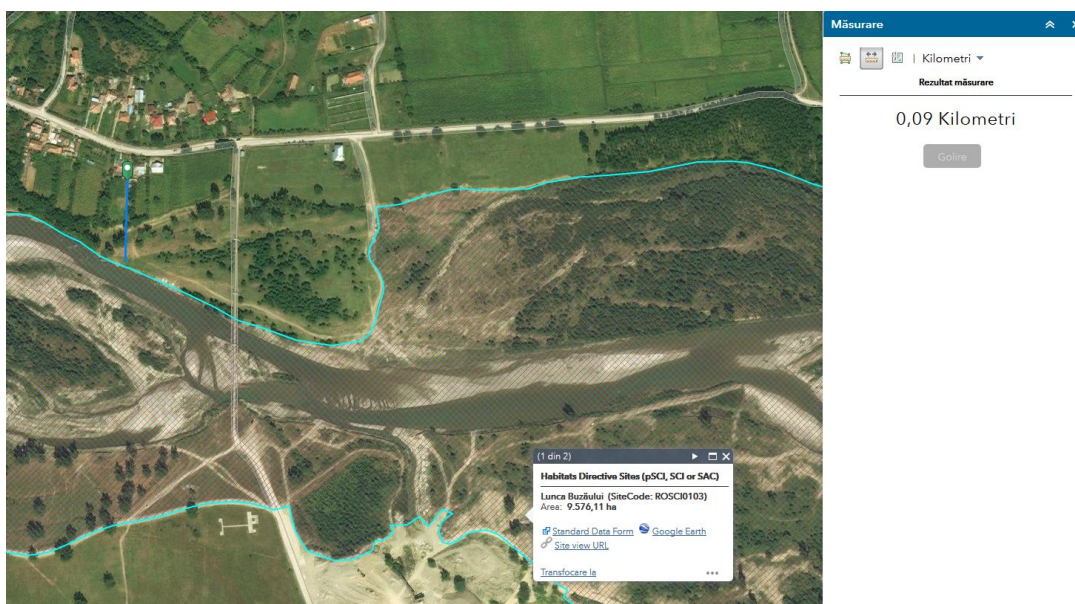 Măsurare
| Kilometri
Rezultat măsurare
0,09 Kilometri
Golire
(1 din 2)
Habitats Directive Sites (pSCI, SCI or SAC)
Lunca Buzăului (SiteCode: ROSCI0103)
Area: 9.576,11 ha
Standard Data Form Google Earth
Site view URL
Transfocare la